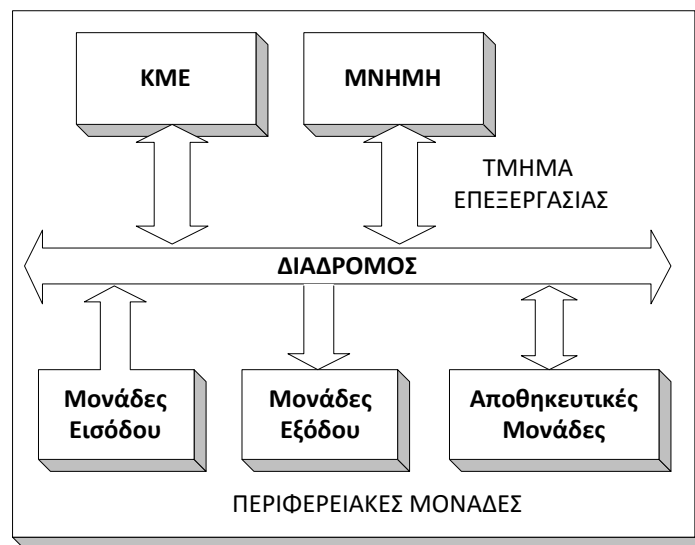 ΚΜΕ
ΜΝΗΜΗ
ΤΜΗΜΑ
ΕΠΕΞΕΡΓΑΣΙΑΣ
ΔΙΑΔΡΟΜΟΣ
Μονάδες
Εισόδου
Μονάδες
Εξόδου
Αποθηκευτικές
Μονάδες
ΠΕΡΙΦΕΡΕΙΑΚΕΣ ΜΟΝΑΔΕΣ